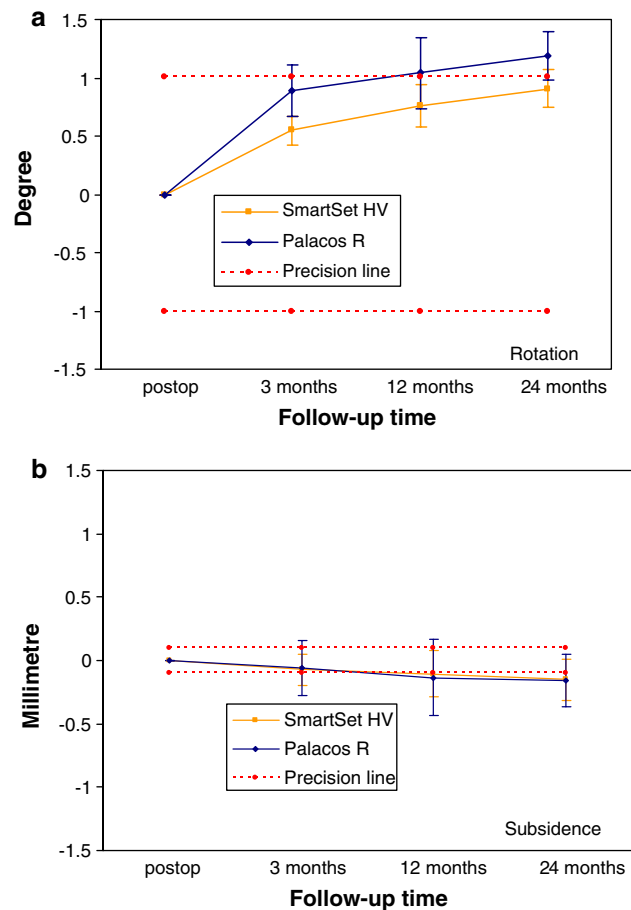 a
1.5
1
0.5
0
-0.5
-1
-1.5
Degree
SmartSet HV
Palacos R
Precision line
Rotation
postop 3 months 12 months 24 months
Follow-up time
b
1.5
1
0.5
0
-0.5
-1
-1.5
Millimetre
SmartSet HV
Palacos R
Precision line
Subsidence
postop 3 months 12 months 24 months
Follow-up time